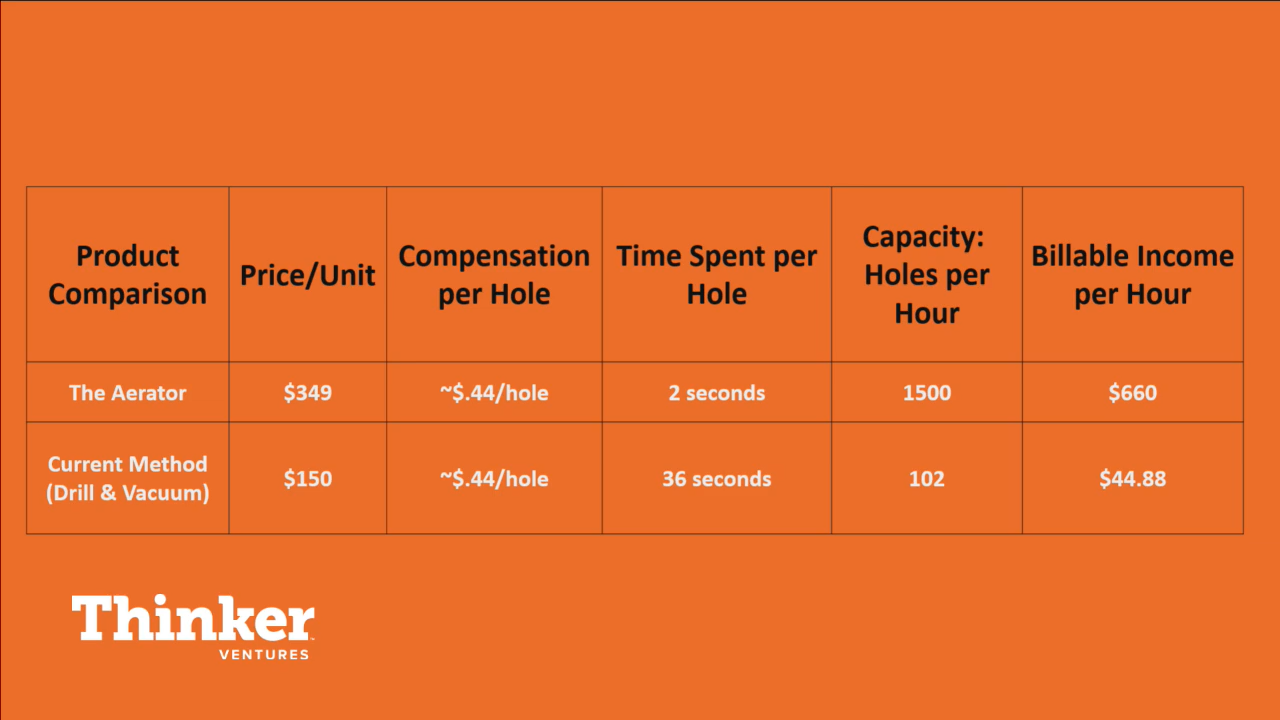 Product
Comparison
Price/Unit
Compensation
per Hole
Time Spent per
Hole
Capacity:
Holes per
Hour
Billable Income
per Hour
The Aerator
$349
~$.44/hole
2 seconds
1500
$660
Current Method
(Drill & Vacuum)
$150
~$.44/hole
36 seconds
102
$44.88
Thinker
VENTURES